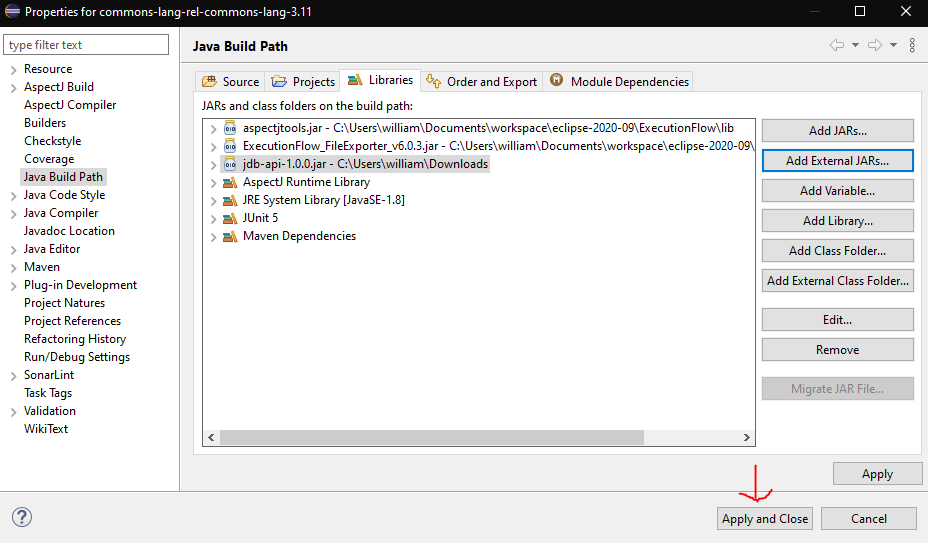 Properties for commons-lang-rel-commons-lang-3.11
type filter text
Resource
AspectJ Build
AspectJ Compiler
Builders
Checkstyle
Coverage
Java Build Path
Java Code Style
Java Compiler
Javadoc Location
Java Editor
Maven
Plug-in Development
Project Natures
Project References
Refactoring History
Run/Debug Settings
SonarLint
Task Tags
Validation
WikiText
Java Build Path
Source
Projects
Libraries
Order and Export
Module Dependencies
JARs and class folders on the build path:
aspectjtools.jar - C:\Users\william\Documents\workspace\eclipse-2020-09\ExecutionFlow\lib
ExecutionFlow_FileExporter_v6.0.3.jar - C:\Users\william\Documents\workspace\eclipse-2020-09\
jdb-api-1.0.0.jar - C:\Users\william\Downloads
AspectJ Runtime Library
JRE System Library [JavaSE-1.8]
JUnit 5
Maven Dependencies
Add JARs...
Add External JARs...
Add Variable...
Add Library...
Add Class Folder...
Add External Class Folder...
Edit...
Remove
Migrate JAR File...
Apply
Apply and Close
Cancel